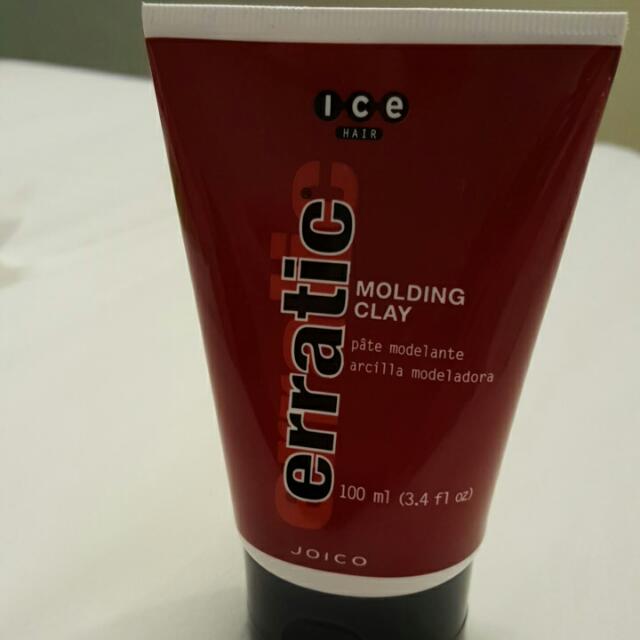 ice
HAIR
erratic
MOLDING
CLAY
pâte modelante
arcilla modeladora
100 ml (3.4 fl oz)
JOICO